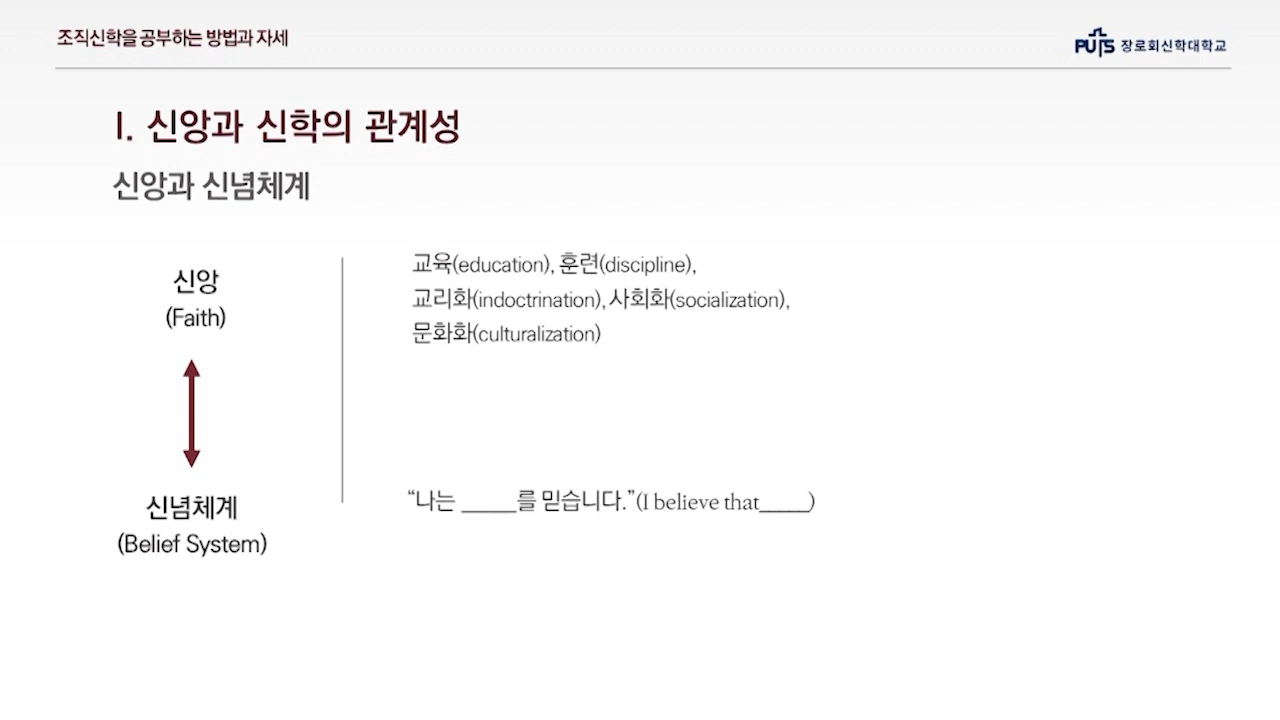 조직신학을 공부하는 방법과 자세
PUTS 장로회신학대학교
I. 신앙과 신학의 관계성
신앙과 신념체계
신앙
(Faith)
교육(education), 훈련(discipline),
교리화(indoctrination), 사회화(socialization),
문화화(culturalization)
신념체계
(Belief System)
“나는 _____를 믿습니다.”(I believe that_____)